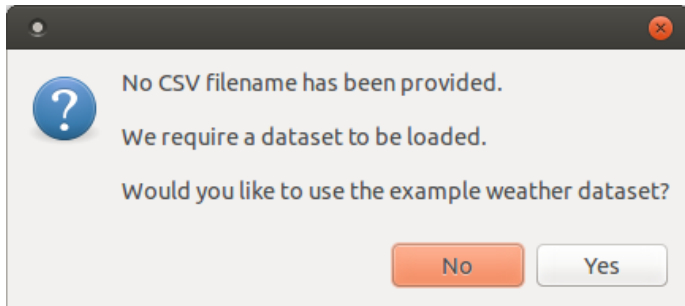 No CSV filename has been provided.
We require a dataset to be loaded.
Would you like to use the example weather dataset?
No
Yes